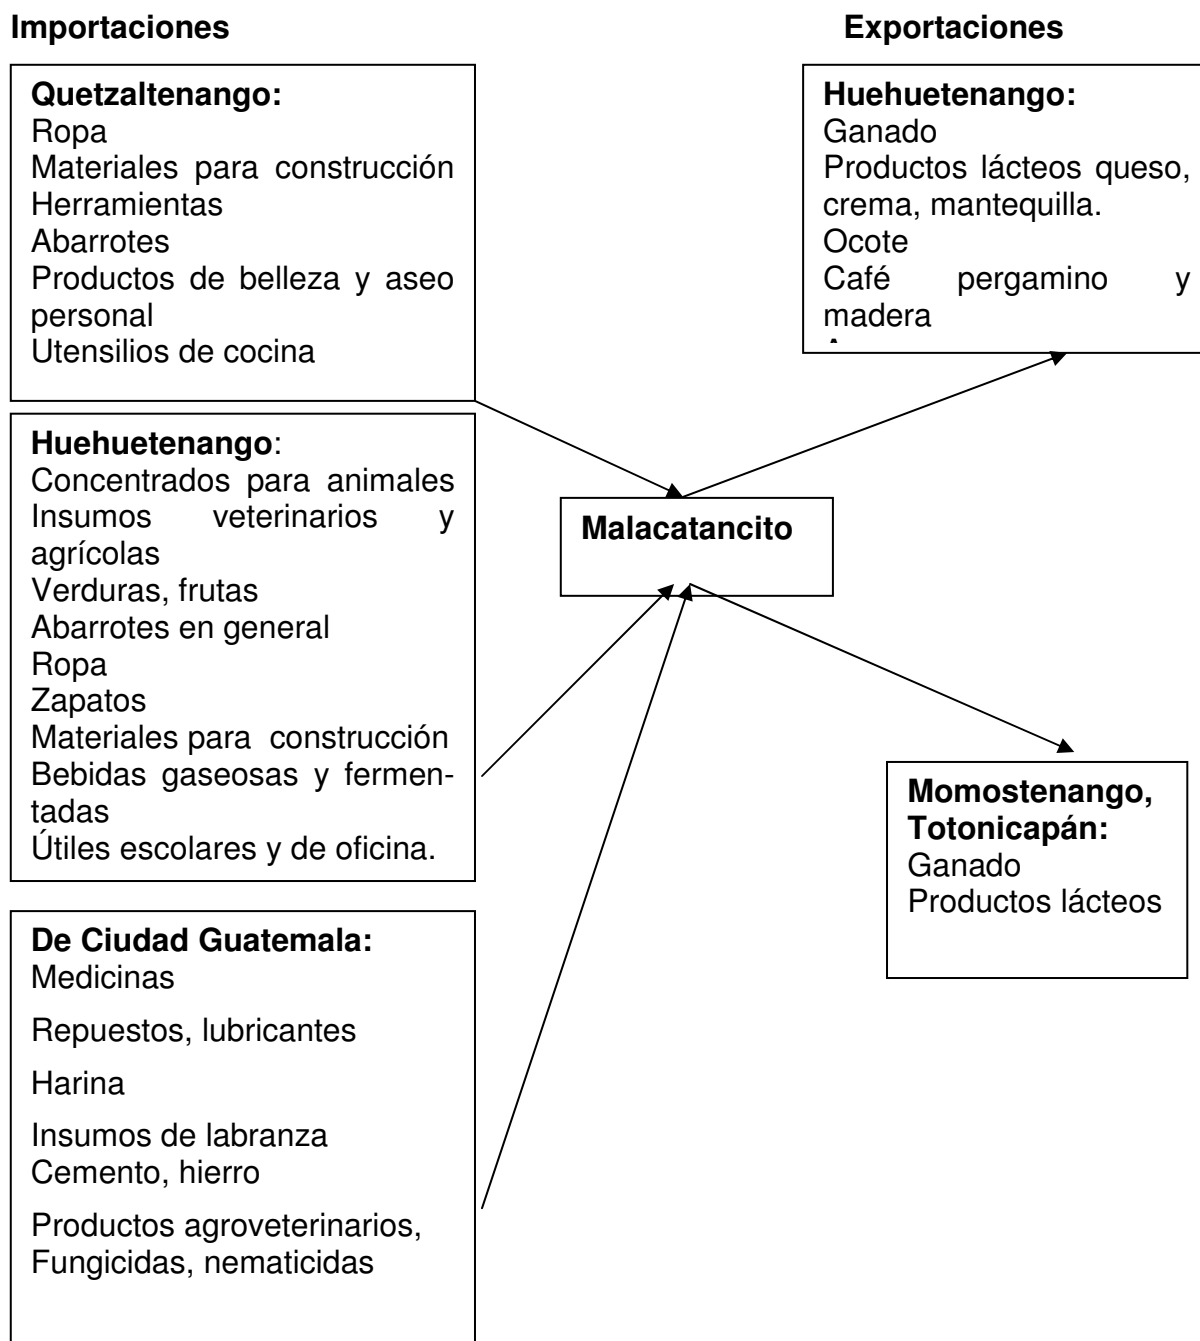 Importaciones
Exportaciones
Quetzaltenango:
Ropa
Materiales para construcción
Herramientas
Abarrotes
Productos de belleza y aseo
personal
Utensilios de cocina
Huehuetenango:
Ganado
Productos lácteos queso,
crema, mantequilla.
Ocote
Café pergamino y
madera
Huehuetenango:
Concentrados para animales
Insumos veterinarios y
agrícolas
Verduras, frutas
Abarrotes en general
Ropa
Zapatos
Materiales para construcción
Bebidas gaseosas y fermen-
tadas
Útiles escolares y de oficina.
Malacatancito
Momostenango,
Totonicapán:
Ganado
Productos lácteos
De Ciudad Guatemala:
Medicinas
Repuestos, lubricantes
Harina
Insumos de labranza
Cemento, hierro
Productos agroveterinarios,
Fungicidas, nematicidas